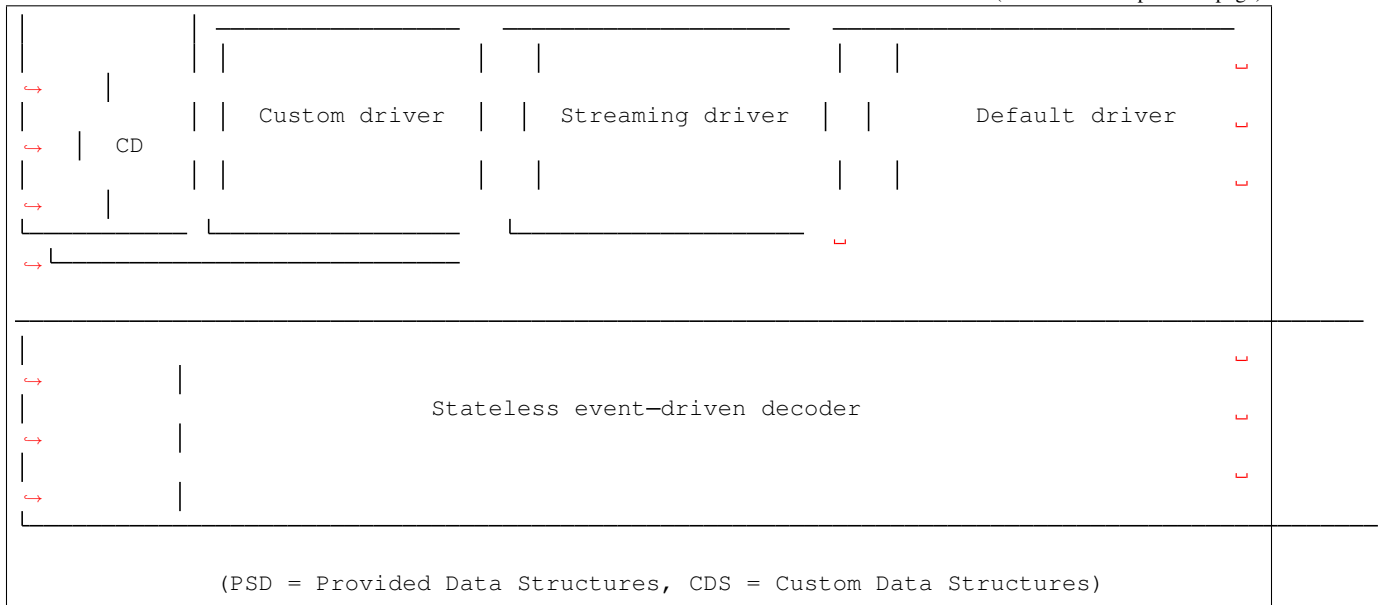 Custom driver Streaming driver Default driver
CD
Stateless event—driven decoder
(PSD = Provided Data Structures, CDS = Custom Data Structures)